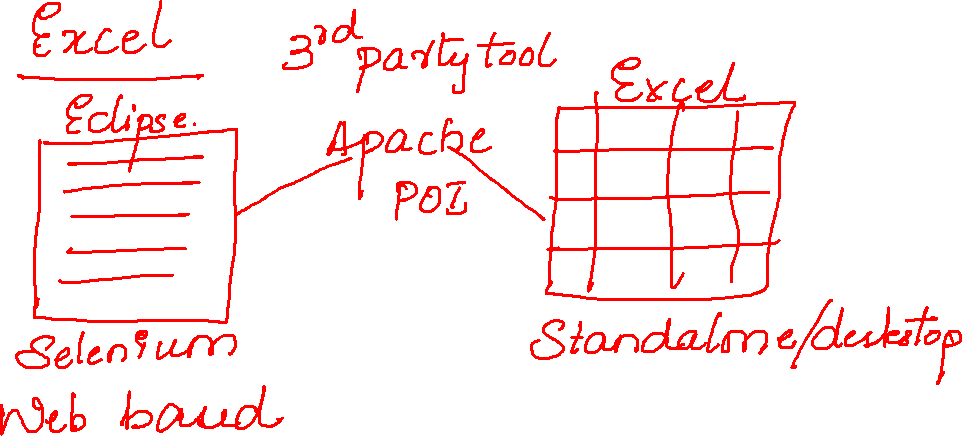 Excel
3rd party tool
Eclipse.
Apache
POI
Excel
Selenium
Web based
Standalone/desktop